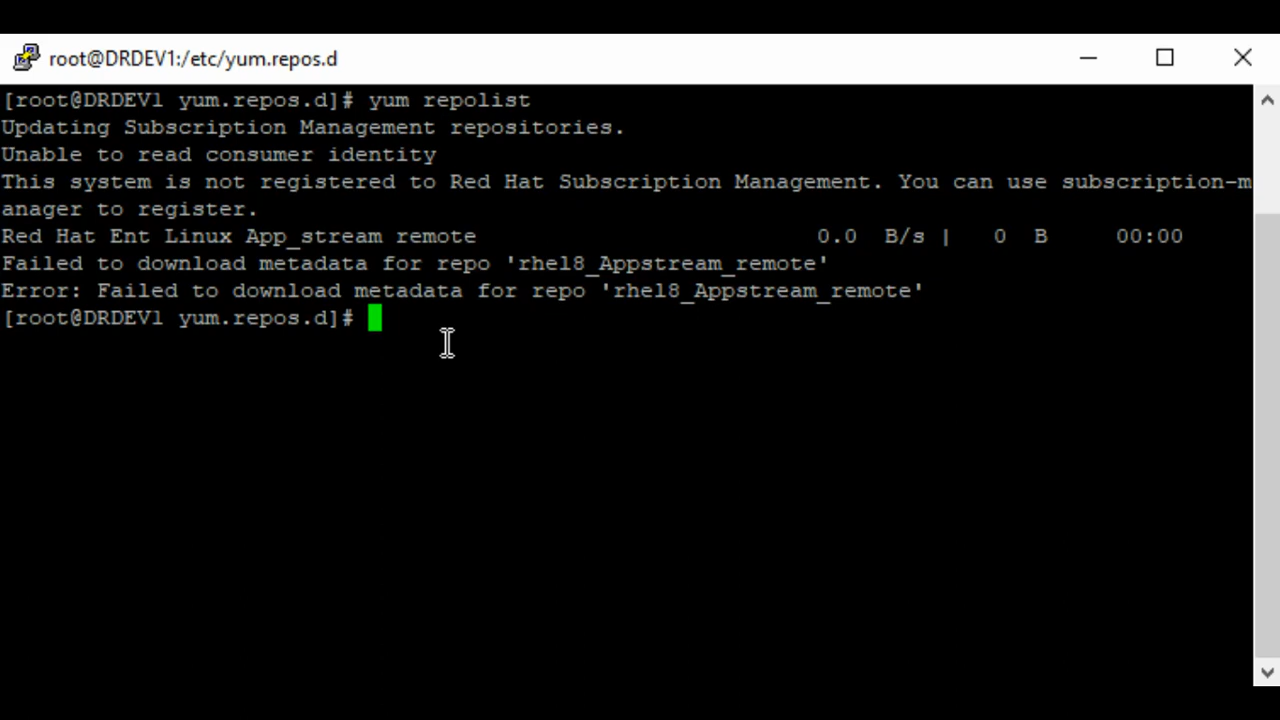 root@DRDEV1:/etc/yum.repos.d
[root@DRDEV1 yum.repos.d]# yum repolist
Updating Subscription Management repositories.
Unable to read consumer identity
This system is not registered to Red Hat Subscription Management. You can use subscription-m
anager to register.
Red Hat Ent Linux App_stream remote 0.0 B/s | 0 B 00:00
Failed to download metadata for repo 'rhel8_Appstream_remote'
Error: Failed to download metadata for repo 'rhel8_Appstream_remote'
[root@DRDEV1 yum.repos.d]#